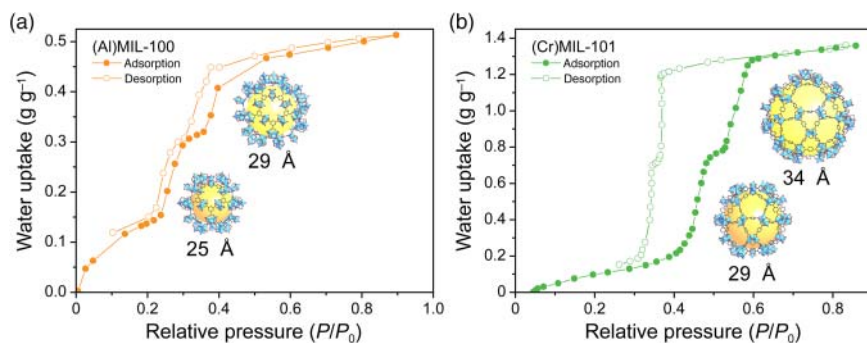 (a)
(Al)MIL-100
Adsorption
Desorption
29 Å
25 Å
Water uptake (g g⁻¹)
0.5
0.4
0.3
0.2
0.1
0.0
0.0 0.2 0.4 0.6 0.8 1.0
Relative pressure (P/P₀)
(b)
(Cr)MIL-101
Adsorption
Desorption
34 Å
29 Å
Water uptake (g g⁻¹)
1.4
1.2
1.0
0.8
0.6
0.4
0.2
0
0 0.2 0.4 0.6 0.8
Relative pressure (P/P₀)